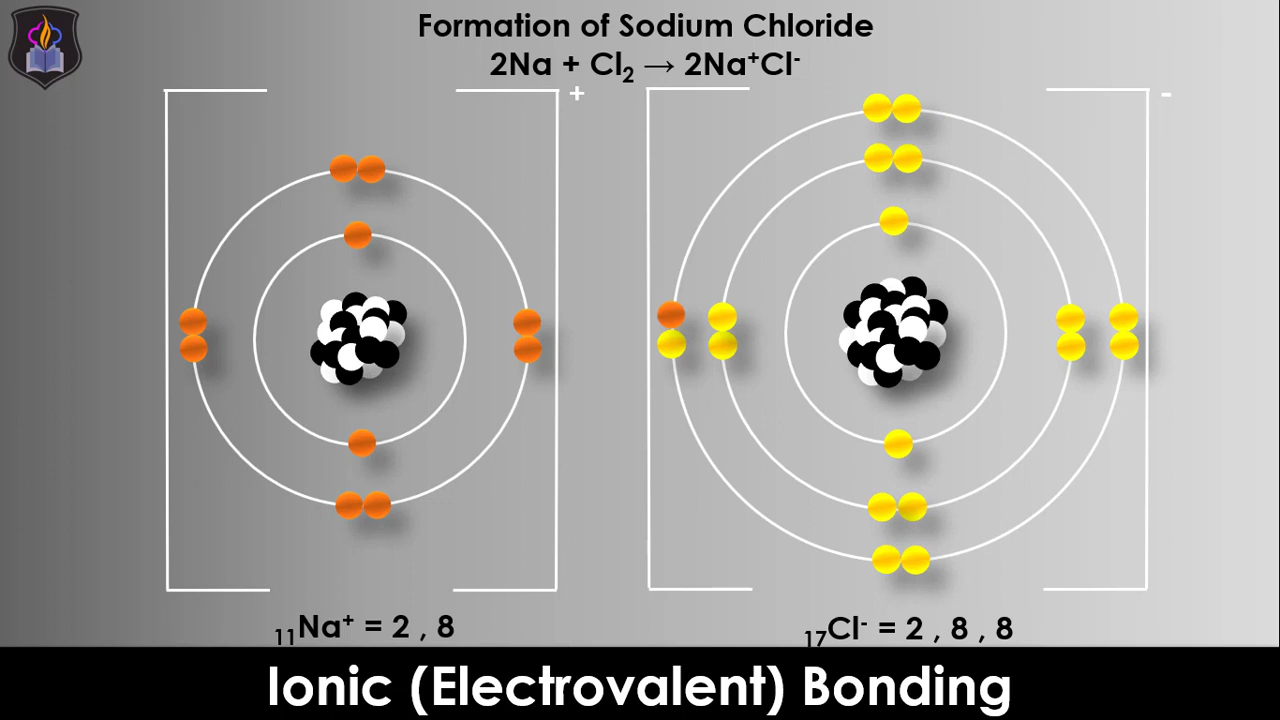 Formation of Sodium Chloride
2Na + Cl₂ → 2Na⁺Cl⁻
+
-
₁₁Na⁺ = 2 , 8
₁₇Cl⁻ = 2 , 8 , 8
Ionic (Electrovalent) Bonding